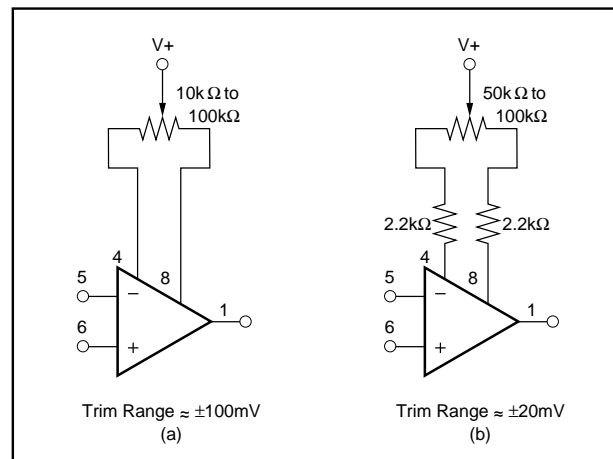 V+
10kΩ to
100kΩ
4
8
5
−
1
6
+
Trim Range ≈ ±100mV
(a)
V+
50kΩ to
100kΩ
2.2kΩ
2.2kΩ
4
8
5
−
1
6
+
Trim Range ≈ ±20mV
(b)